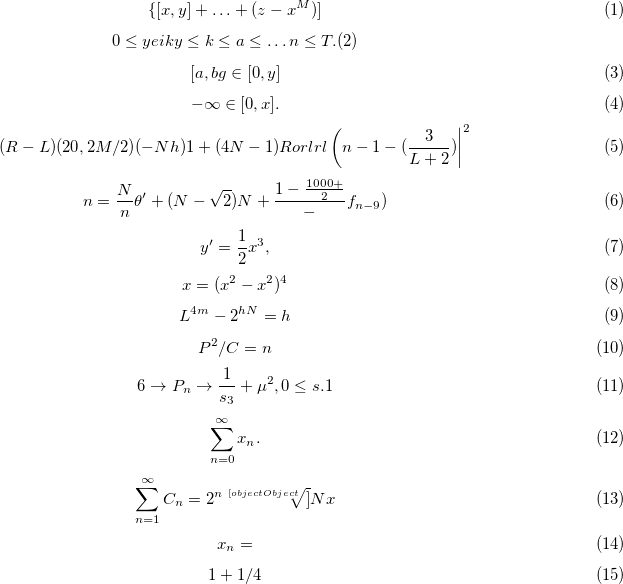 {[x, y] + . . . + (z − x^M)] (1)
0 ≤ yeiky ≤ k ≤ a ≤ . . . n ≤ T.(2)
[a, bg ∈ [0, y] (3)
−∞ ∈ [0, x]. (4)
(R − L)(20, 2M/2)(−Nh)1 + (4N − 1)Rorlrl (n − 1 − (3/(L + 2))|^2 (5)
n = N/n θ′ + (N − √2)N + (1 − (1000+)/2)/− f_{n−9}) (6)
y′ = 1/2 x^3, (7)
x = (x^2 − x^2)^4 (8)
L^{4m} − 2^{hN} = h (9)
P^2/C = n (10)
6 → P_n → 1/s_3 + μ^2, 0 ≤ s.1 (11)
∑_{n=0}^{∞} x_n. (12)
∑_{n=1}^{∞} C_n = 2^{n [objectObject}√]Nx (13)
x_n = (14)
1 + 1/4 (15)